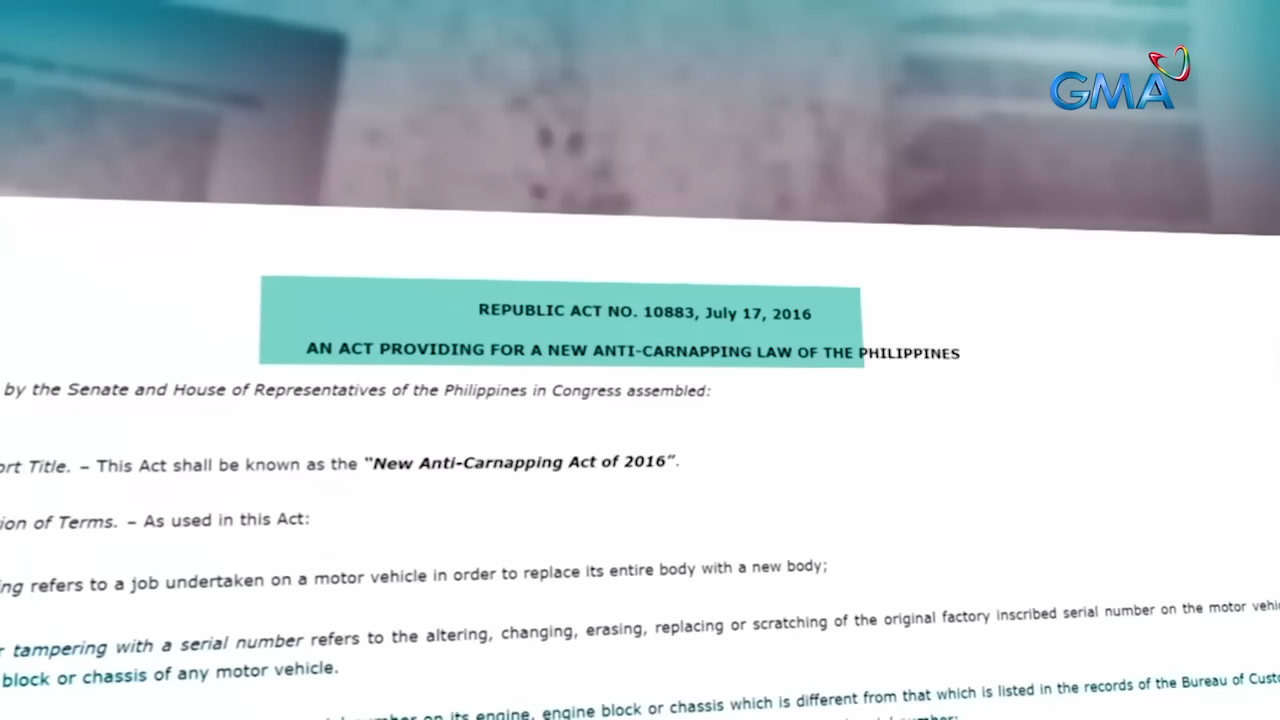 GMA
REPUBLIC ACT NO. 10883, July 17, 2016
AN ACT PROVIDING FOR A NEW ANTI-CARNAPPING LAW OF THE PHILIPPINES
by the Senate and House of Representatives of the Philippines in Congress assembled:
Title. – This Act shall be known as the "New Anti-Carnapping Act of 2016".
of Terms. – As used in this Act:
refers to a job undertaken on a motor vehicle in order to replace its entire body with a new body;
tampering with a serial number refers to the altering, changing, erasing, replacing or scratching of the original factory inscribed serial number on the motor
block or chassis of any motor vehicle.
on its engine, engine block or chassis which is different from that which is listed in the records of the Bureau of